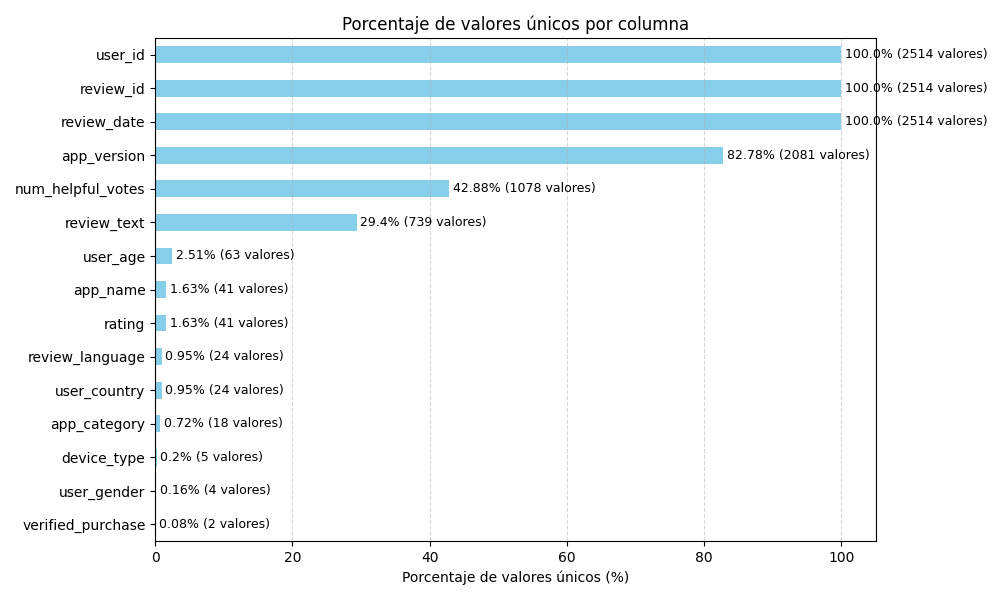 Porcentaje de valores únicos por columna
user_id 100.0% (2514 valores)
review_id 100.0% (2514 valores)
review_date 100.0% (2514 valores)
app_version 82.78% (2081 valores)
num_helpful_votes 42.88% (1078 valores)
review_text 29.4% (739 valores)
user_age 2.51% (63 valores)
app_name 1.63% (41 valores)
rating 1.63% (41 valores)
review_language 0.95% (24 valores)
user_country 0.95% (24 valores)
app_category 0.72% (18 valores)
device_type 0.2% (5 valores)
user_gender 0.16% (4 valores)
verified_purchase 0.08% (2 valores)
0 20 40 60 80 100
Porcentaje de valores únicos (%)